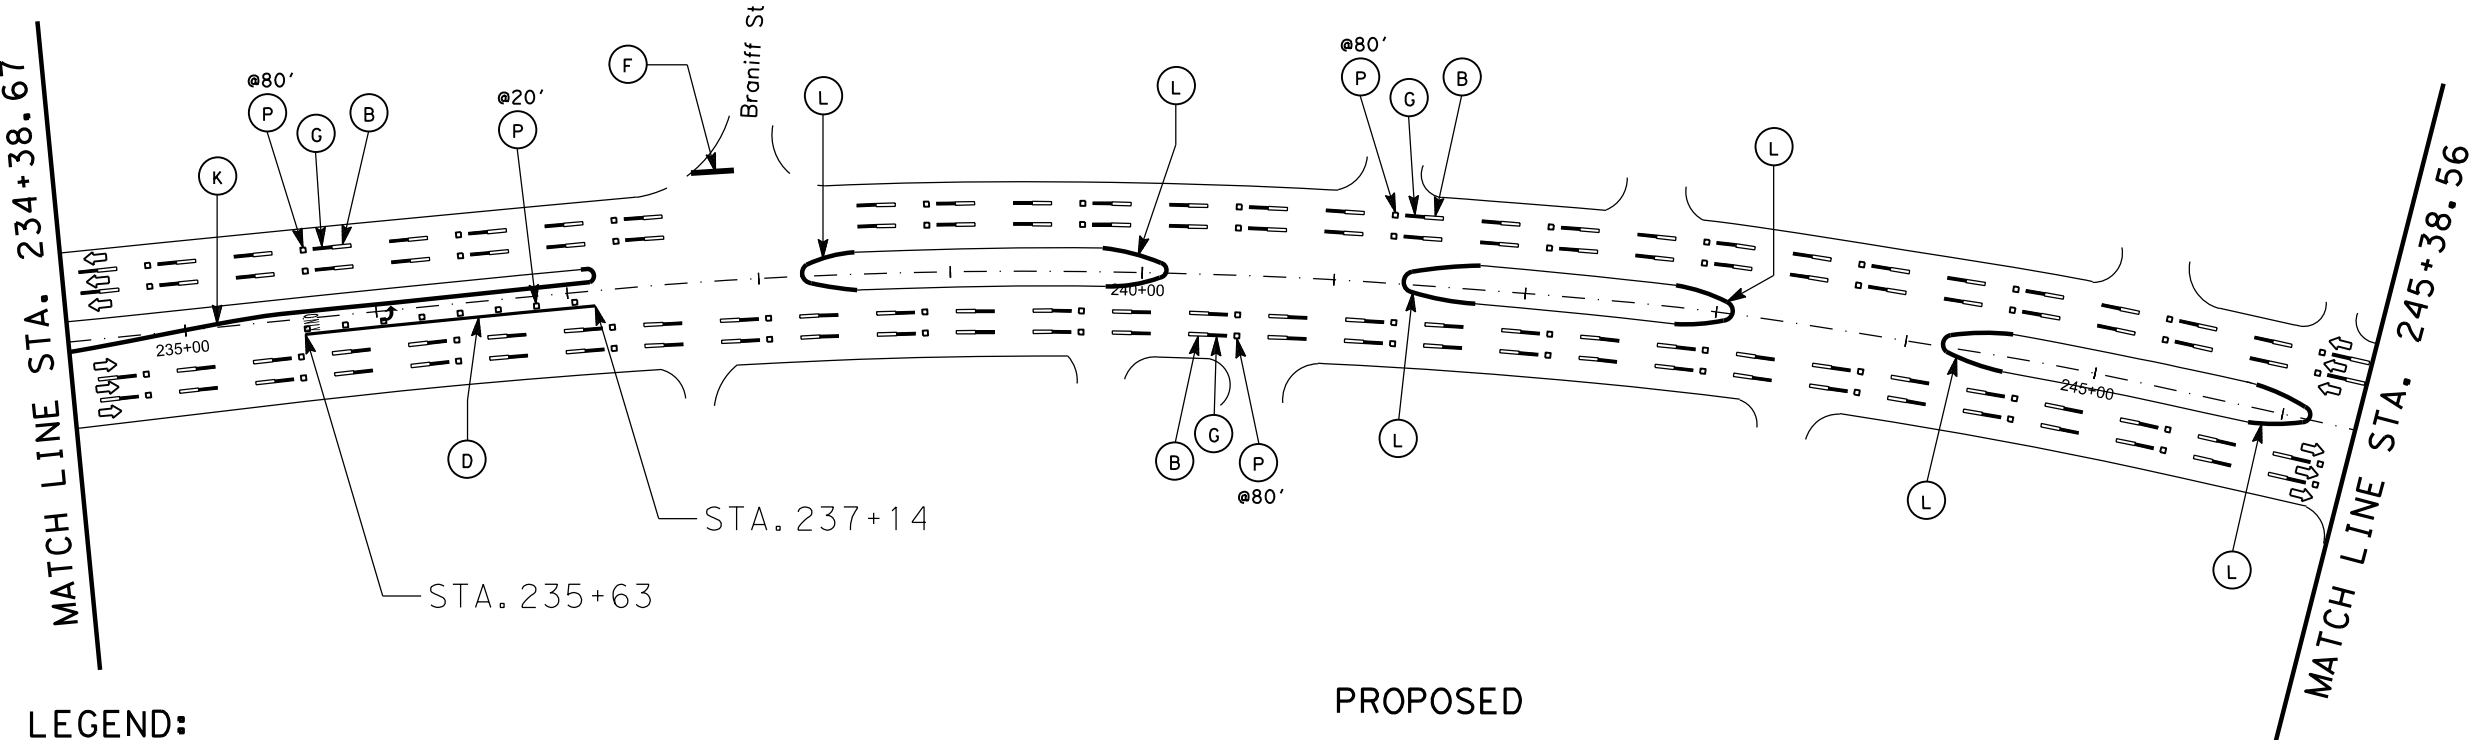 MATCH LINE STA. 234+38.67
@80'
P
G
B
K
@20'
P
F
Braniff St
L
L
@80'
P
G
B
L
MATCH LINE STA. 245+38.56
235+00
240+00
245+00
D
B
G
P
@80'
L
L
L
STA. 237+14
STA. 235+63
PROPOSED
LEGEND: